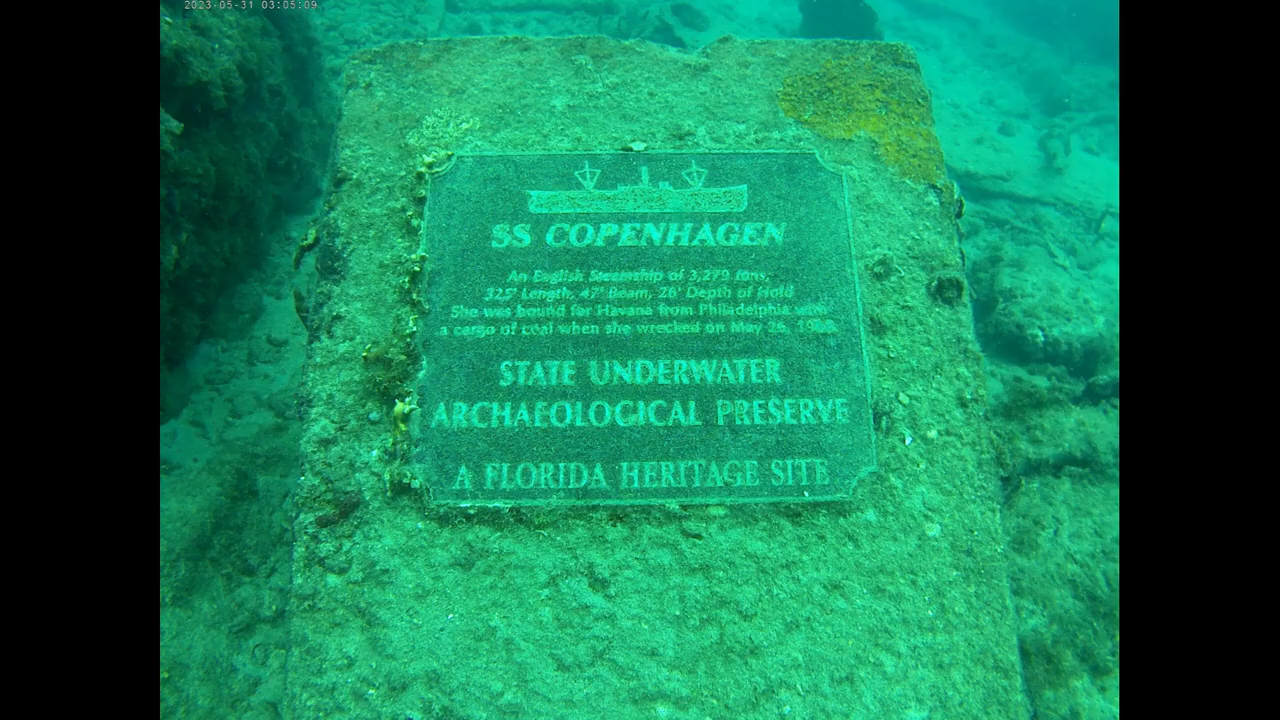 2023-05-31 03:05:09
SS COPENHAGEN
An English Steamship of 3,279 tons,
325' Length, 47' Beam, 26' Depth of Hold
She was bound for Havana from Philadelphia with
a cargo of coal when she wrecked on May 26,
STATE UNDERWATER
ARCHAEOLOGICAL PRESERVE
A FLORIDA HERITAGE SITE